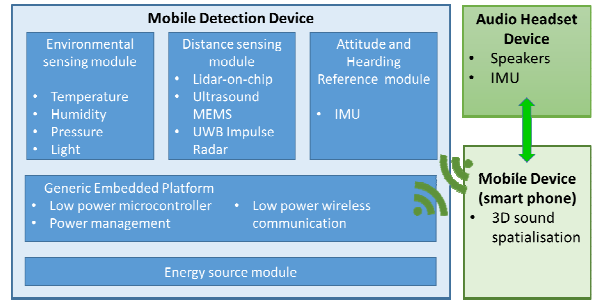 Mobile Detection Device
Environmental
sensing module
• Temperature
• Humidity
• Pressure
• Light
Distance sensing
module
• Lidar-on-chip
• Ultrasound
MEMS
• UWB Impulse
Radar
Attitude and
Hearding
Reference module
• IMU
Generic Embedded Platform
• Low power microcontroller
• Power management
• Low power wireless
communication
Energy source module
Audio Headset
Device
• Speakers
• IMU
Mobile Device
(smart phone)
• 3D sound
spatialisation